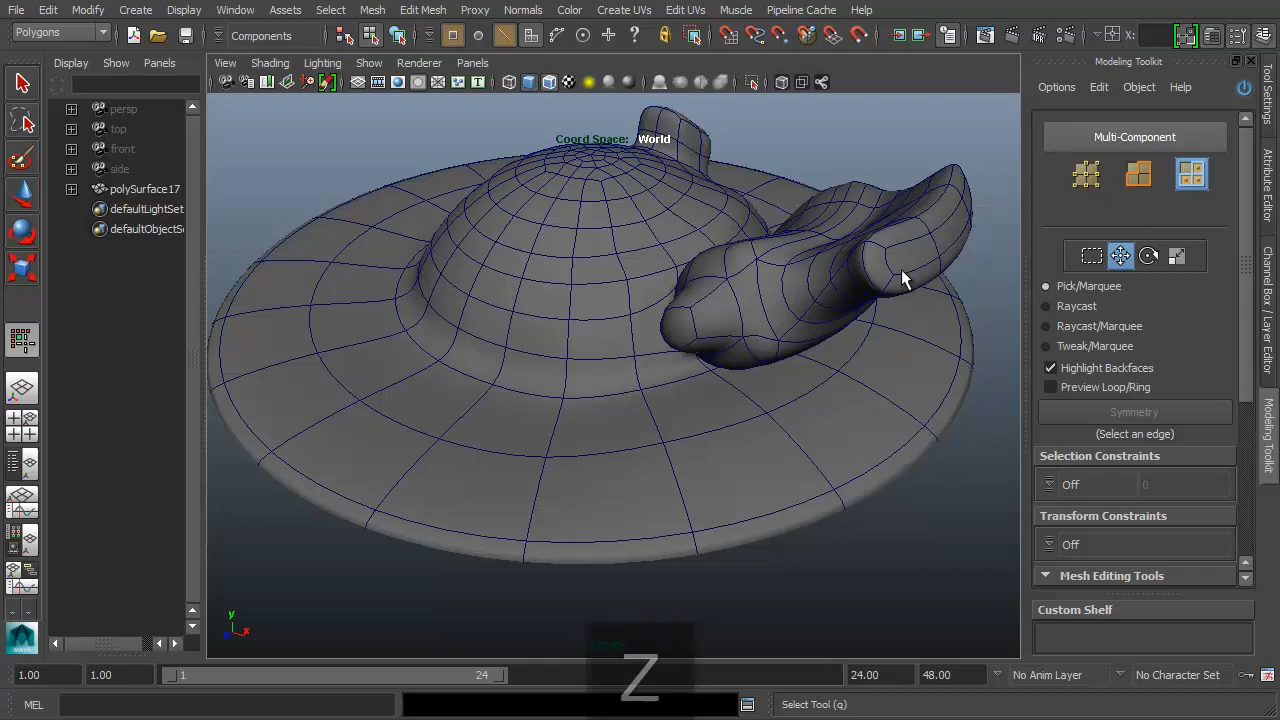 File Edit Modify Create Display Window Assets Select Mesh Edit Mesh Proxy Normals Color Create UVs Edit UVs Muscle Pipeline Cache Help
Polygons Components X:
Display Show Panels View Shading Lighting Show Renderer Panels Modeling Toolkit
Menu Edit Object Help
persp
top
front
side
polySurface17
defaultLightSet
defaultObjectSe
Coord Space: World
Multi-Component
Pick/Marquee
Raycast
Raycast/Marquee
Tweak/Marquee
Highlight Backfaces
Preview Loop/Ring
Symmetry
(Select an edge)
Selection Constraints
Off 0
Transform Constraints
Off
Mesh Editing Tools
Custom Shelf
Tool Settings
Attribute Editor
Channel Box / Layer Editor
Modeling Toolkit
y
x
persp
Z
1.00 1.00 1 24 24.00 48.00 No Anim Layer No Character Set
MEL Select Tool (q)